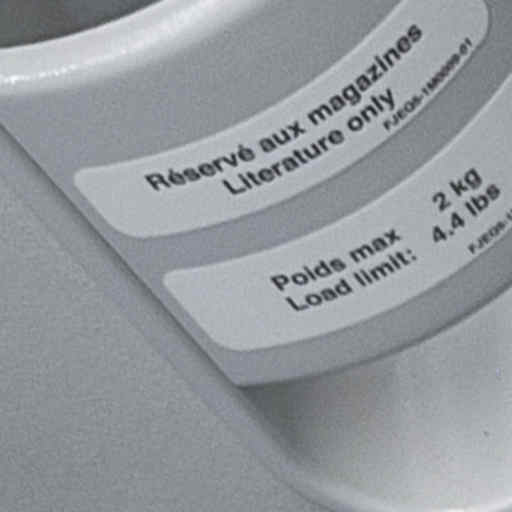 Réservé aux magazines
Literature only
Poids max 2 kg
Load limit: 4.4 lbs